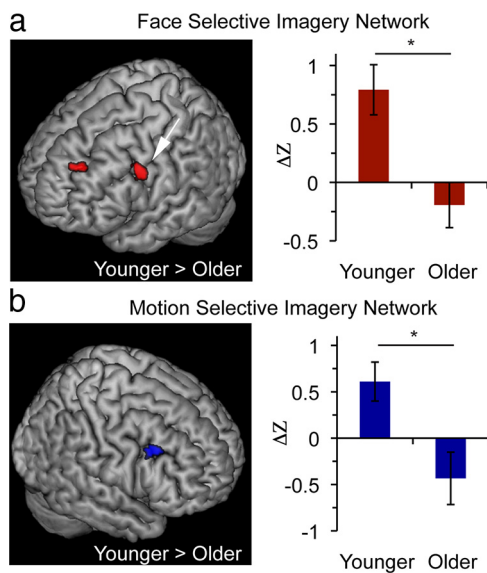 a
Face Selective Imagery Network
Younger > Older
ΔZ
1
0.5
0
-0.5
*
Younger Older
b
Motion Selective Imagery Network
Younger > Older
ΔZ
1
0.5
0
-0.5
-1
*
Younger Older